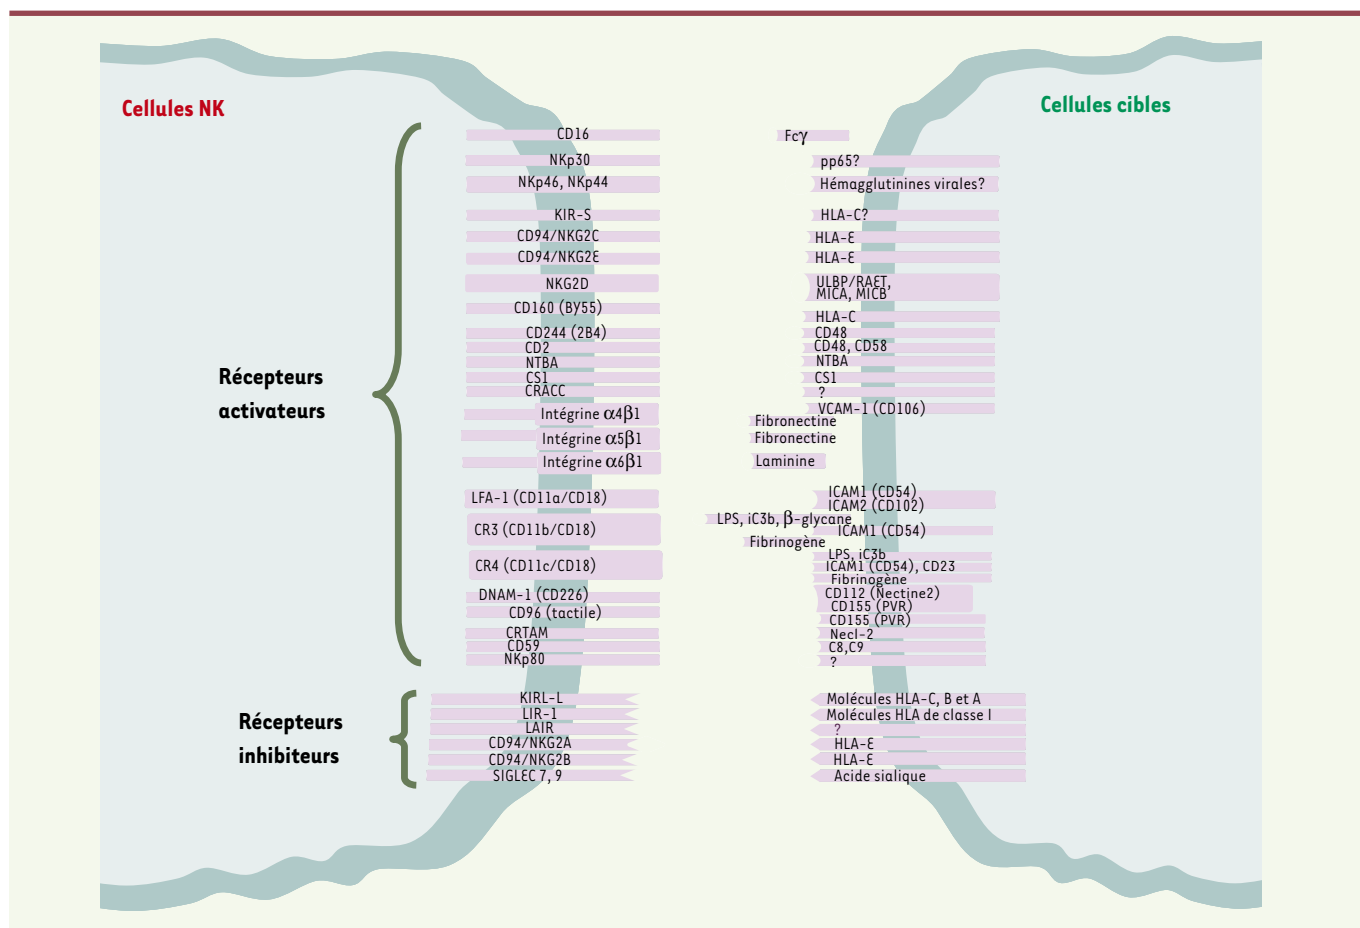 Cellules NK
Cellules cibles
CD16
Fcγ
NKp30
pp65?
NKp46, NKp44
Hémagglutinines virales?
KIR-S
HLA-C?
CD94/NKG2C
HLA-E
CD94/NKG2E
HLA-E
NKG2D
ULBP/RAET,
MICA, MICB
CD160 (BY55)
HLA-C
CD244 (2B4)
CD48
CD2
CD48, CD58
NTBA
NTBA
CS1
CS1
CRACC
?
Récepteurs
activateurs
VCAM-1 (CD106)
Intégrine α4β1
Fibronectine
Intégrine α5β1
Fibronectine
Intégrine α6β1
Laminine
LFA-1 (CD11a/CD18)
ICAM1 (CD54)
ICAM2 (CD102)
CR3 (CD11b/CD18)
LPS, iC3b, β-glycane
ICAM1 (CD54)
Fibrinogène
CR4 (CD11c/CD18)
LPS, iC3b
ICAM1 (CD54), CD23
Fibrinogène
DNAM-1 (CD226)
CD112 (Nectine2)
CD155 (PVR)
CD96 (tactile)
CD155 (PVR)
CRTAM
Necl-2
CD59
C8,C9
NKp80
?
Récepteurs
inhibiteurs
KIRL-L
Molécules HLA-C, B et A
LIR-1
Molécules HLA de classe I
LAIR
?
CD94/NKG2A
HLA-E
CD94/NKG2B
HLA-E
SIGLEC 7, 9
Acide sialique